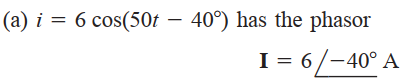 (a) i = 6 cos(50t − 40°) has the phasor
I = 6/−40° A